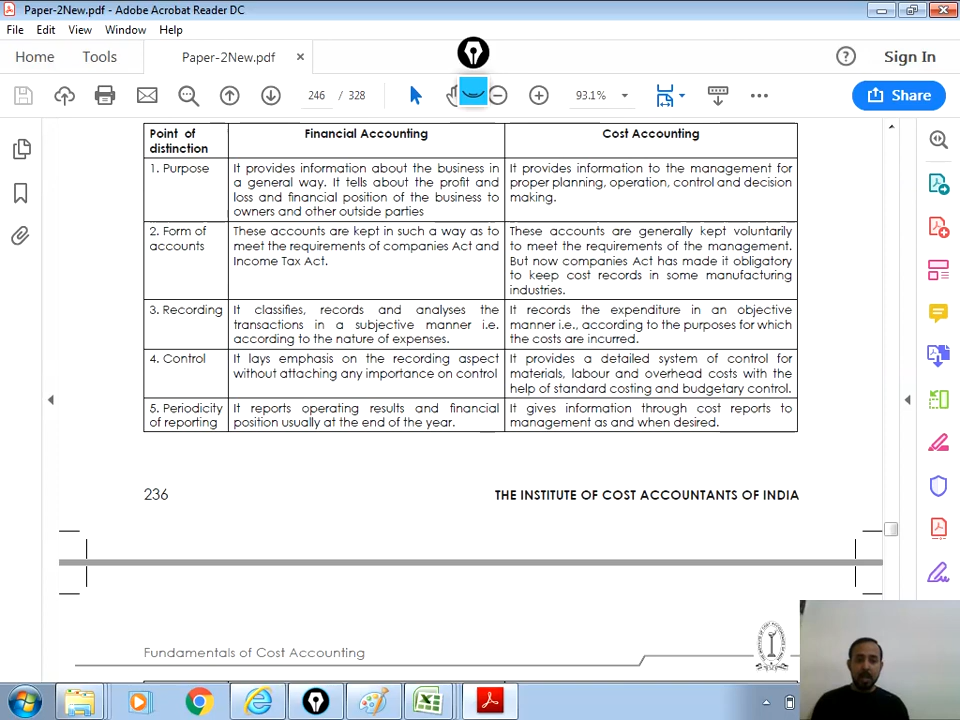 Paper-2New.pdf - Adobe Acrobat Reader DC
File Edit View Window Help
Home Tools Paper-2New.pdf × Sign In
246 / 328 93.1% Share
Point of distinction
Financial Accounting
Cost Accounting
1. Purpose
It provides information about the business in
a general way. It tells about the profit and
loss and financial position of the business to
owners and other outside parties
It provides information to the management for
proper planning, operation, control and decision
making.
2. Form of
accounts
These accounts are kept in such a way as to
meet the requirements of companies Act and
Income Tax Act.
These accounts are generally kept voluntarily
to meet the requirements of the management.
But now companies Act has made it obligatory
to keep cost records in some manufacturing
industries.
3. Recording
It classifies, records and analyses the
transactions in a subjective manner i.e.
according to the nature of expenses.
It records the expenditure in an objective
manner i.e., according to the purposes for which
the costs are incurred.
4. Control
It lays emphasis on the recording aspect
without attaching any importance on control
It provides a detailed system of control for
materials, labour and overhead costs with the
help of standard costing and budgetary control.
5. Periodicity
of reporting
It reports operating results and financial
position usually at the end of the year.
It gives information through cost reports to
management as and when desired.
236 THE INSTITUTE OF COST ACCOUNTANTS OF INDIA
Fundamentals of Cost Accounting